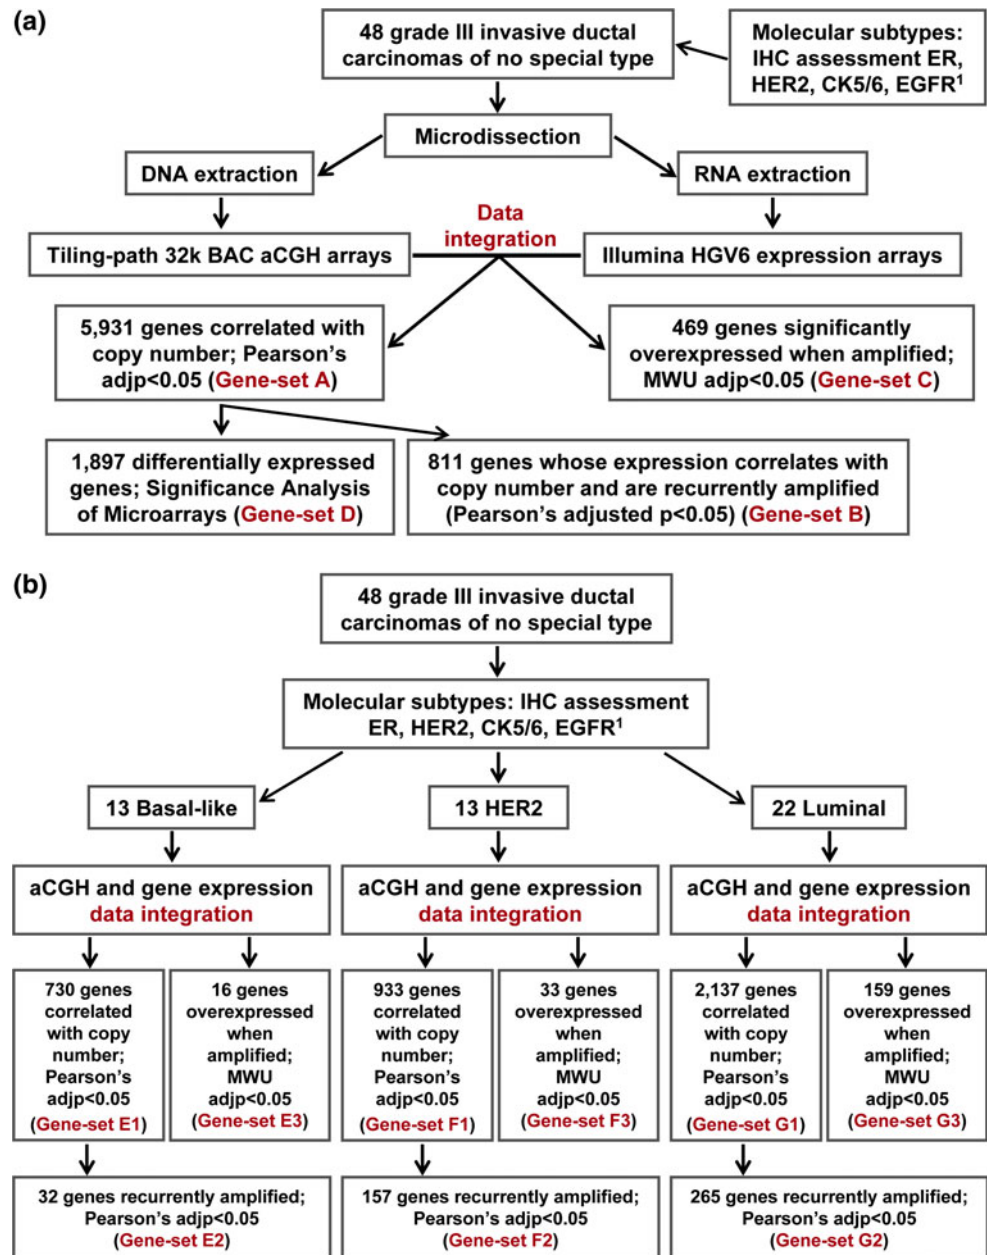 (a)
48 grade III invasive ductal
carcinomas of no special type
Molecular subtypes:
IHC assessment ER,
HER2, CK5/6, EGFR¹
Microdissection
DNA extraction
RNA extraction
Data
integration
Tiling-path 32k BAC aCGH arrays
Illumina HGV6 expression arrays
5,931 genes correlated with
copy number; Pearson's
adjp<0.05 (Gene-set A)
469 genes significantly
overexpressed when amplified;
MWU adjp<0.05 (Gene-set C)
1,897 differentially expressed
genes; Significance Analysis
of Microarrays (Gene-set D)
811 genes whose expression correlates with
copy number and are recurrently amplified
(Pearson's adjusted p<0.05) (Gene-set B)
(b)
48 grade III invasive ductal
carcinomas of no special type
Molecular subtypes: IHC assessment
ER, HER2, CK5/6, EGFR¹
13 Basal-like
13 HER2
22 Luminal
aCGH and gene expression
data integration
aCGH and gene expression
data integration
aCGH and gene expression
data integration
730 genes
correlated
with copy
number;
Pearson's
adjp<0.05
(Gene-set E1)
16 genes
overexpressed
when
amplified;
MWU
adjp<0.05
(Gene-set E3)
933 genes
correlated
with copy
number;
Pearson's
adjp<0.05
(Gene-set F1)
33 genes
overexpressed
when
amplified;
MWU
adjp<0.05
(Gene-set F3)
2,137 genes
correlated
with copy
number;
Pearson's
adjp<0.05
(Gene-set G1)
159 genes
overexpressed
when
amplified;
MWU
adjp<0.05
(Gene-set G3)
32 genes recurrently amplified;
Pearson's adjp<0.05
(Gene-set E2)
157 genes recurrently amplified;
Pearson's adjp<0.05
(Gene-set F2)
265 genes recurrently amplified;
Pearson's adjp<0.05
(Gene-set G2)